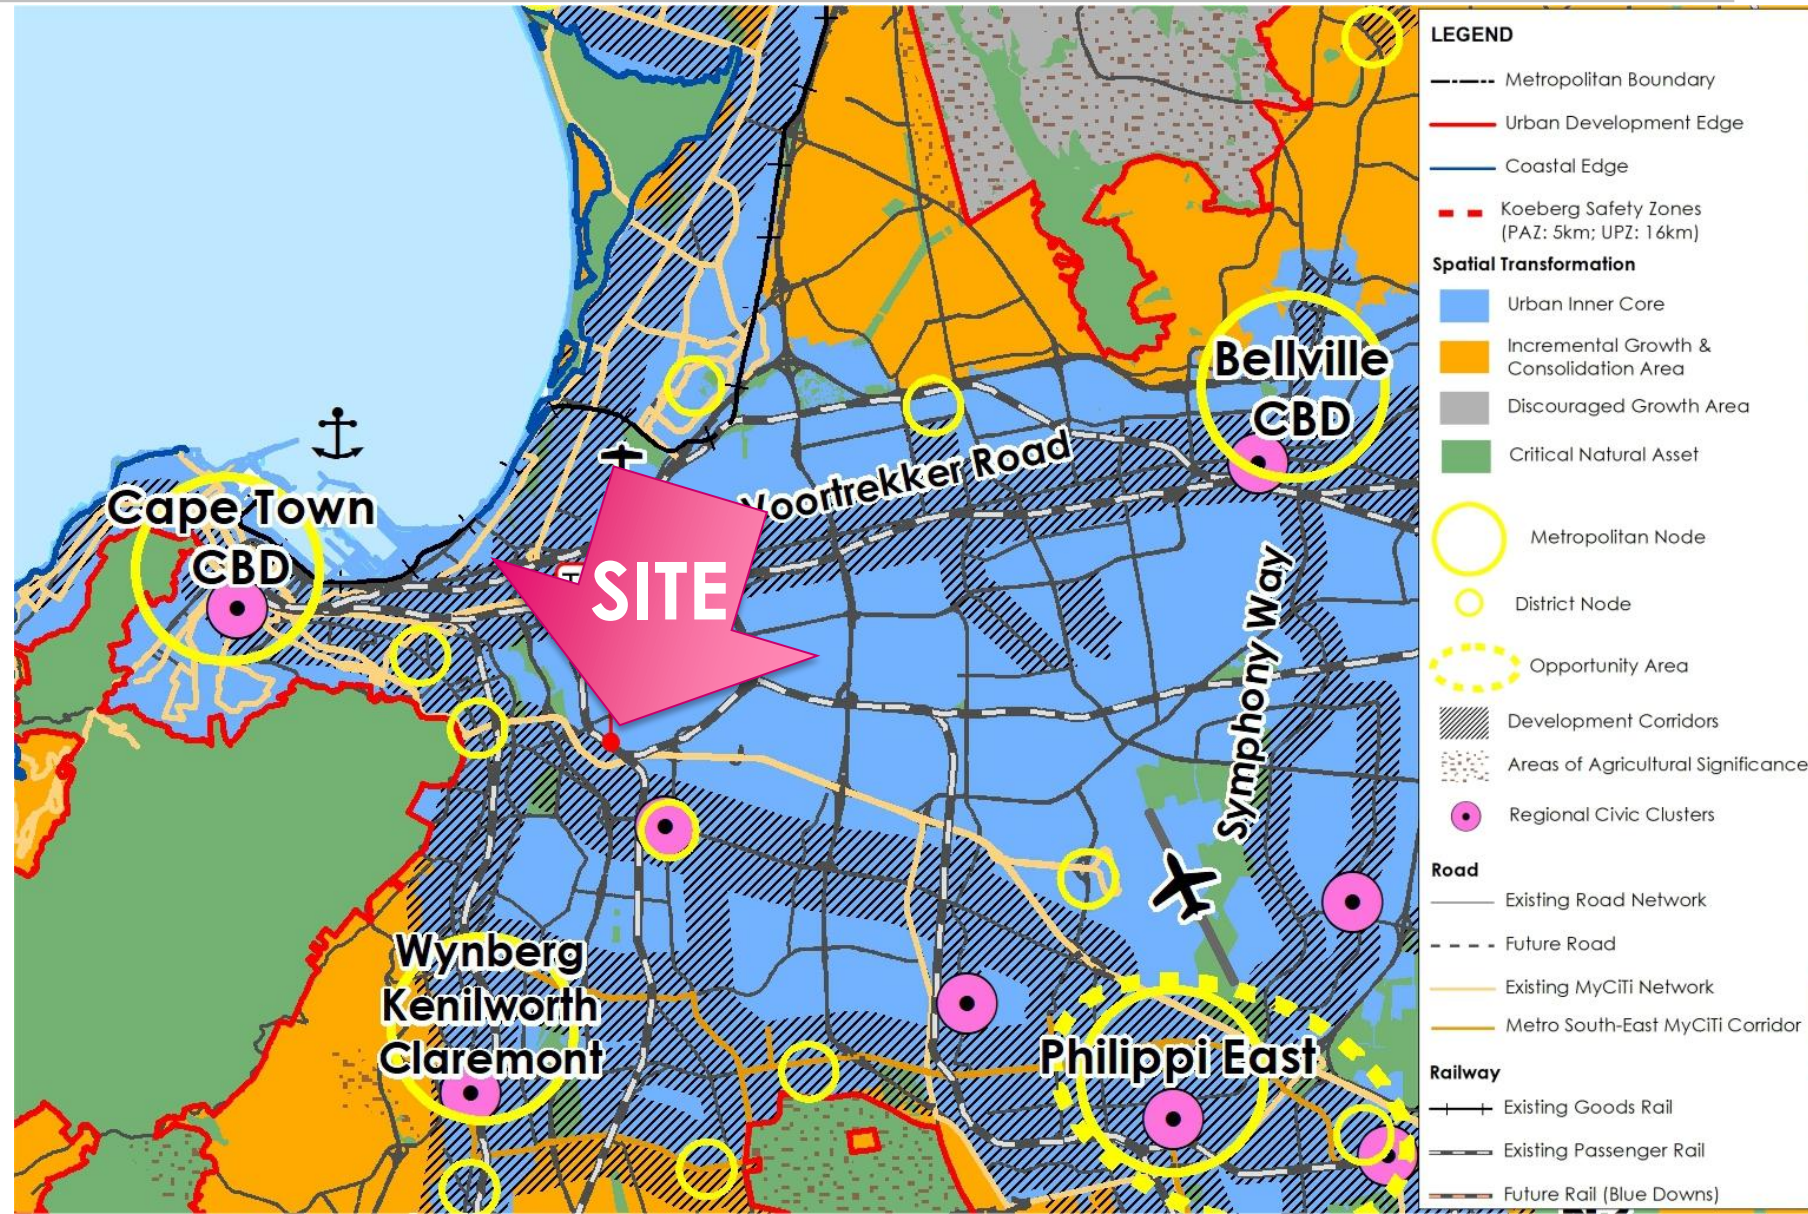 Cape Town
CBD
Bellville
CBD
Voortrekker Road
SITE
Symphony Way
Wynberg
Kenilworth
Claremont
Philippi East
LEGEND
Metropolitan Boundary
Urban Development Edge
Coastal Edge
Koeberg Safety Zones
(PAZ: 5km; UPZ: 16km)
Spatial Transformation
Urban Inner Core
Incremental Growth &
Consolidation Area
Discouraged Growth Area
Critical Natural Asset
Metropolitan Node
District Node
Opportunity Area
Development Corridors
Areas of Agricultural Significance
Regional Civic Clusters
Road
Existing Road Network
Future Road
Existing MyCiTi Network
Metro South-East MyCiTi Corridor
Railway
Existing Goods Rail
Existing Passenger Rail
Future Rail (Blue Downs)